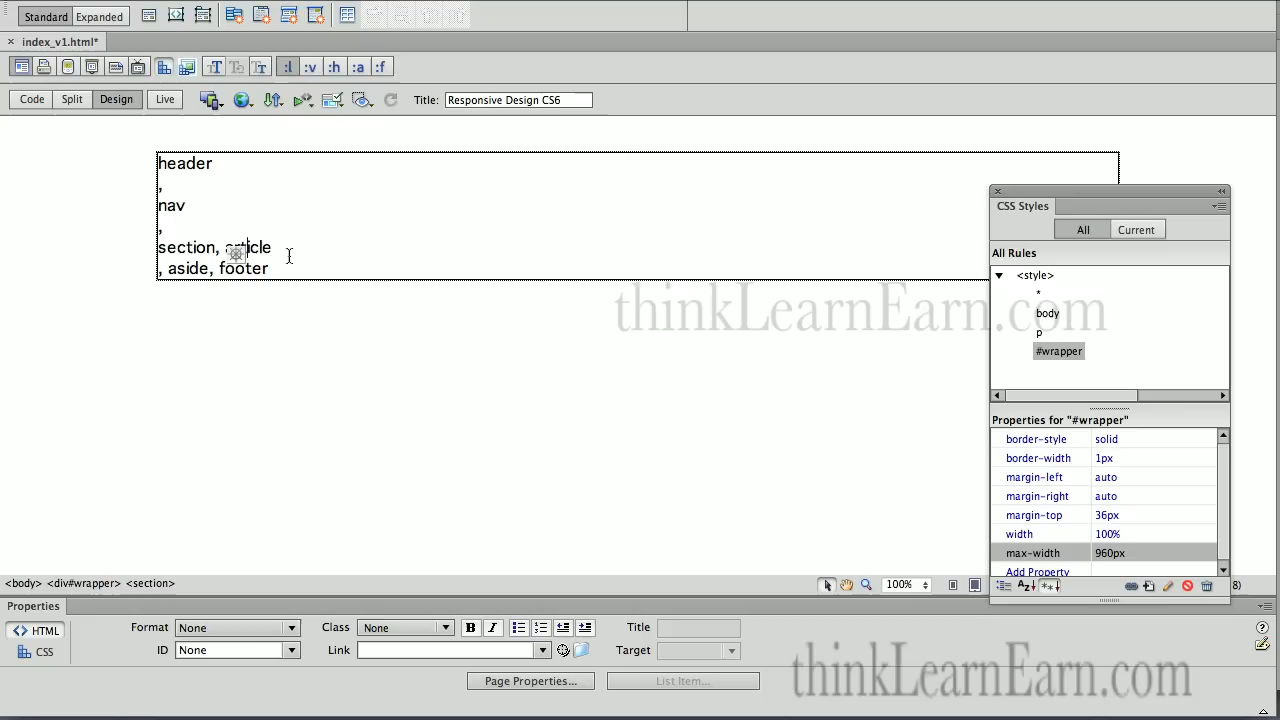 Standard Expanded
× index_v1.html*
:l :v :h :a :f
Code Split Design Live Title: Responsive Design CS6
header
,
nav
,
section, article
, aside, footer
thinkLearnEarn.com
CSS Styles
All Current
All Rules
<style>
*
body
p
#wrapper
Properties for "#wrapper"
border-style solid
border-width 1px
margin-left auto
margin-right auto
margin-top 36px
width 100%
max-width 960px
Add Property
<body> <div#wrapper> <section> 100% 8)
Properties
<> HTML Format None Class None B I Title
CSS ID None Link Target
Page Properties... List Item...
thinkLearnEarn.com